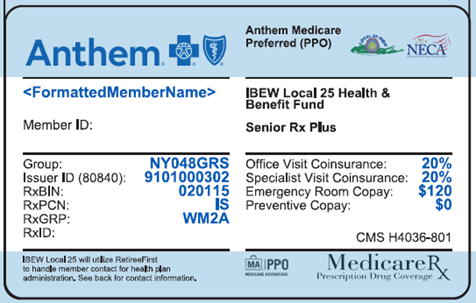 Anthem
Anthem Medicare
Preferred (PPO)
LOCAL 25 IBEW
NECA
<FormattedMemberName>
IBEW Local 25 Health &
Benefit Fund
Member ID:
Senior Rx Plus
Group: NY048GRS
Issuer ID (80840): 9101000302
RxBIN: 020115
RxPCN: IS
RxGRP: WM2A
RxID:
Office Visit Coinsurance: 20%
Specialist Visit Coinsurance: 20%
Emergency Room Copay: $120
Preventive Copay: $0
CMS H4036-801
IBEW Local 25 will utilize RetireeFirst
to handle member contact for health plan
administration. See back for contact information.
MA PPO
MEDICARE ADVANTAGE
MedicareRx
Prescription Drug Coverage